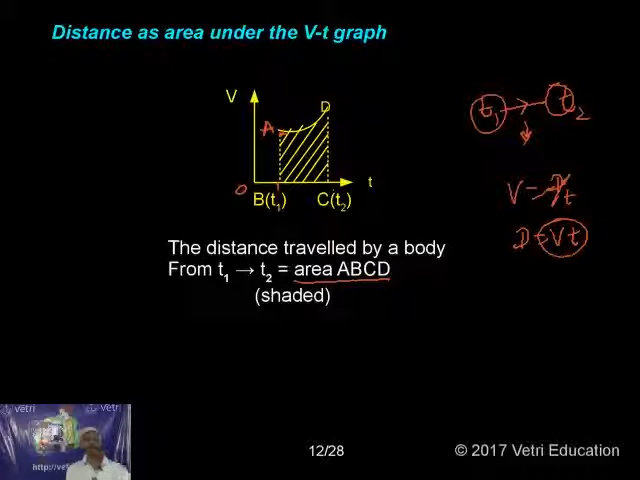 Distance as area under the V-t graph
V
D
A
t₁ → t₂
O
t
B(t₁) C(t₂)
V = D/t
D = Vt
The distance travelled by a body
From t₁ → t₂ = area ABCD
(shaded)
vetri
12/28
© 2017 Vetri Education